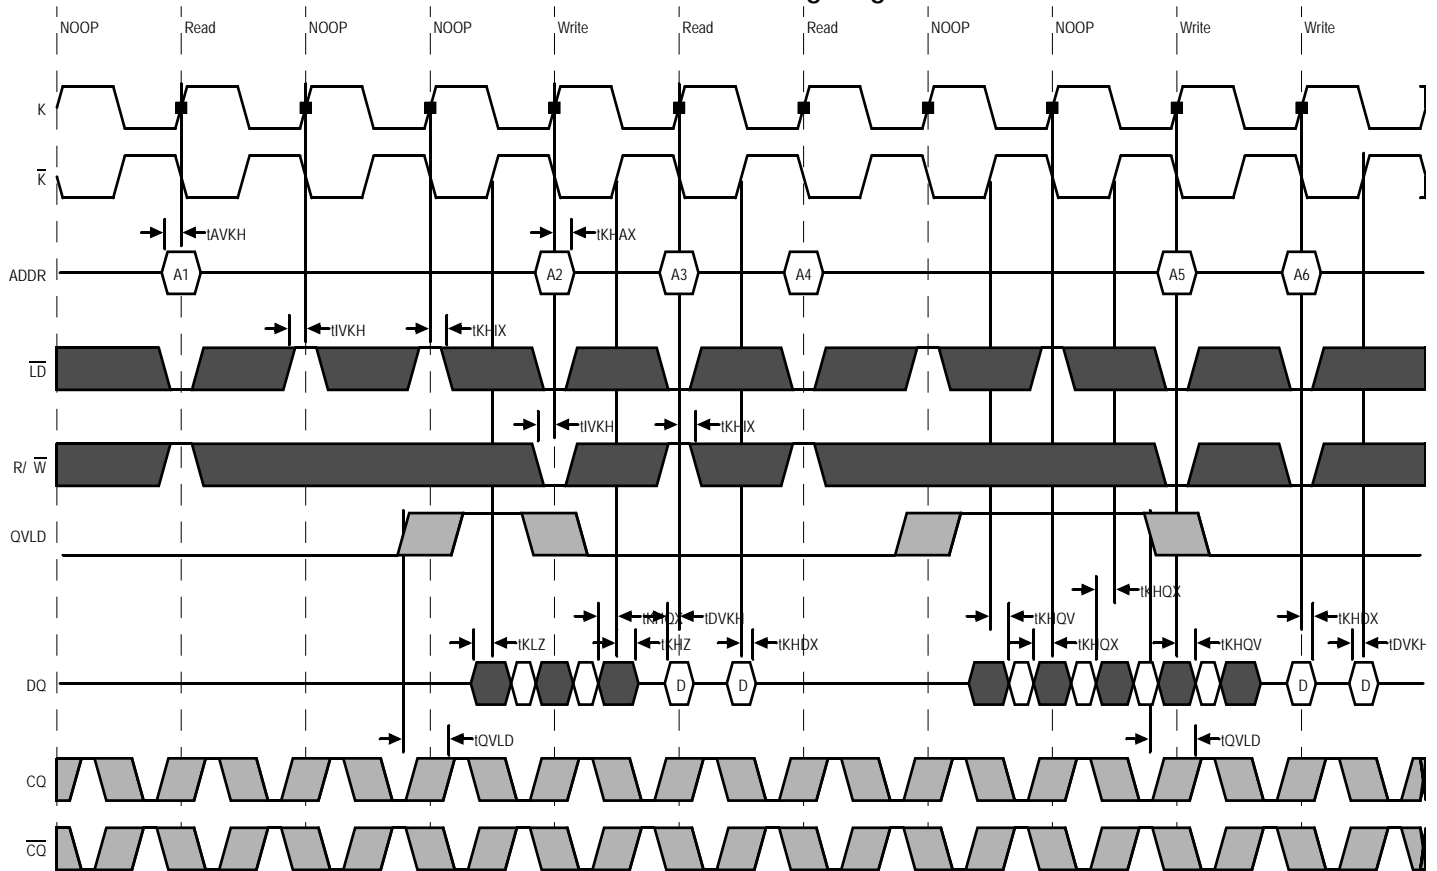 NOOP Read NOOP NOOP Write Read Read NOOP NOOP Write Write
K
K
tAVKH tKHAX
ADDR A1 A2 A3 A4 A5 A6
tIVKH tKHIX
LD
tIVKH tKHIX
R/ W
QVLD
tKHQX
tKHQX tDVKH tKHQV tKHDX
tKLZ tKHZ tKHDX tKHQX tKHQV tDVKH
DQ D D D D
tQVLD tQVLD
CQ
CQ